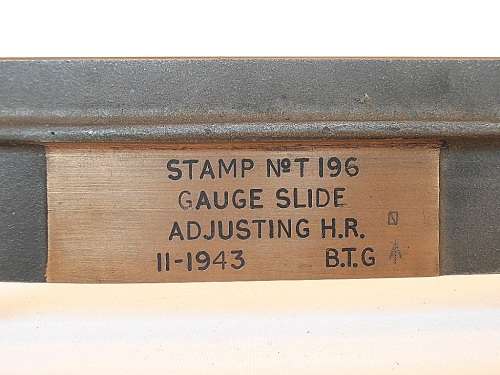 STAMP NºT 196
GAUGE SLIDE
ADJUSTING H.R.
11-1943 B.T.G